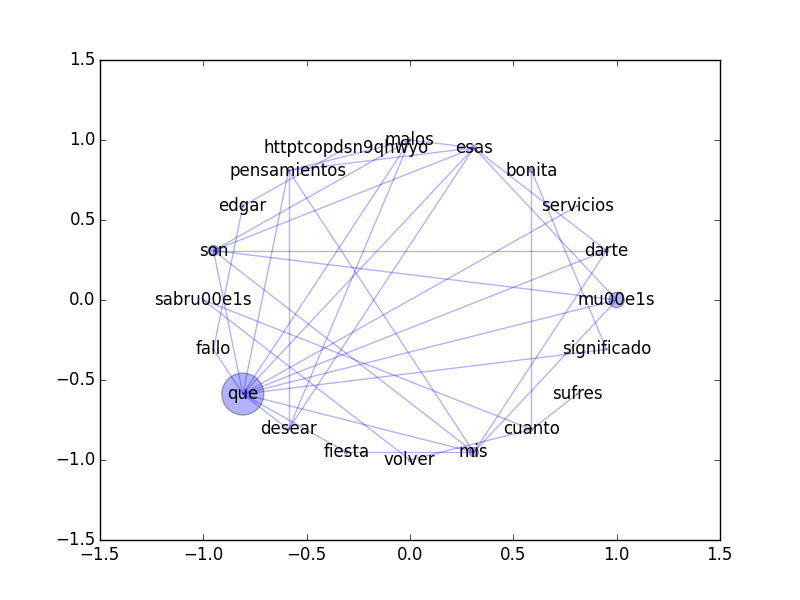 1.5
malos
1.0
httptcopdsn9qhwyo
esas
pensamientos
bonita
edgar
servicios
0.5
son
darte
0.0
sabru00e1s
mu00e1s
fallo
significado
−0.5
que
sufres
desear
cuanto
fiesta
mis
−1.0
volver
−1.5
−1.5 −1.0 −0.5 0.0 0.5 1.0 1.5